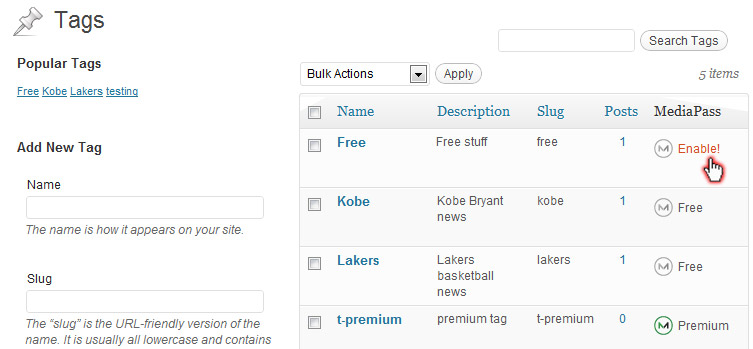 Tags
Search Tags
Popular Tags
Free Kobe Lakers testing
Bulk Actions
Apply
5 items
Add New Tag
Name
The name is how it appears on your site.
Slug
The “slug” is the URL-friendly version of the
name. It is usually all lowercase and contains
Name Description Slug Posts MediaPass
Free Free stuff free 1 Enable!
Kobe Kobe Bryant kobe 1 Free
news
Lakers Lakers lakers 1 Free
basketball
news
t-premium premium tag t-premium 0 Premium